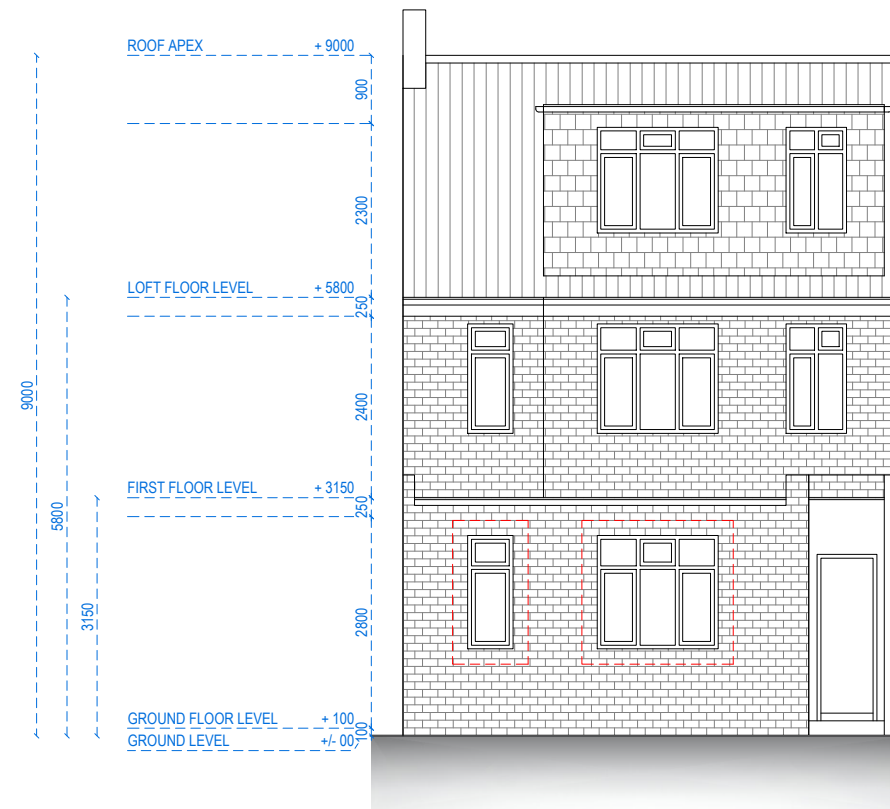 ROOF APEX + 9000
900
2300
LOFT FLOOR LEVEL + 5800
250
9000
2400
FIRST FLOOR LEVEL + 3150
250
5800
3150
2800
GROUND FLOOR LEVEL + 100
100
GROUND LEVEL +/- 00